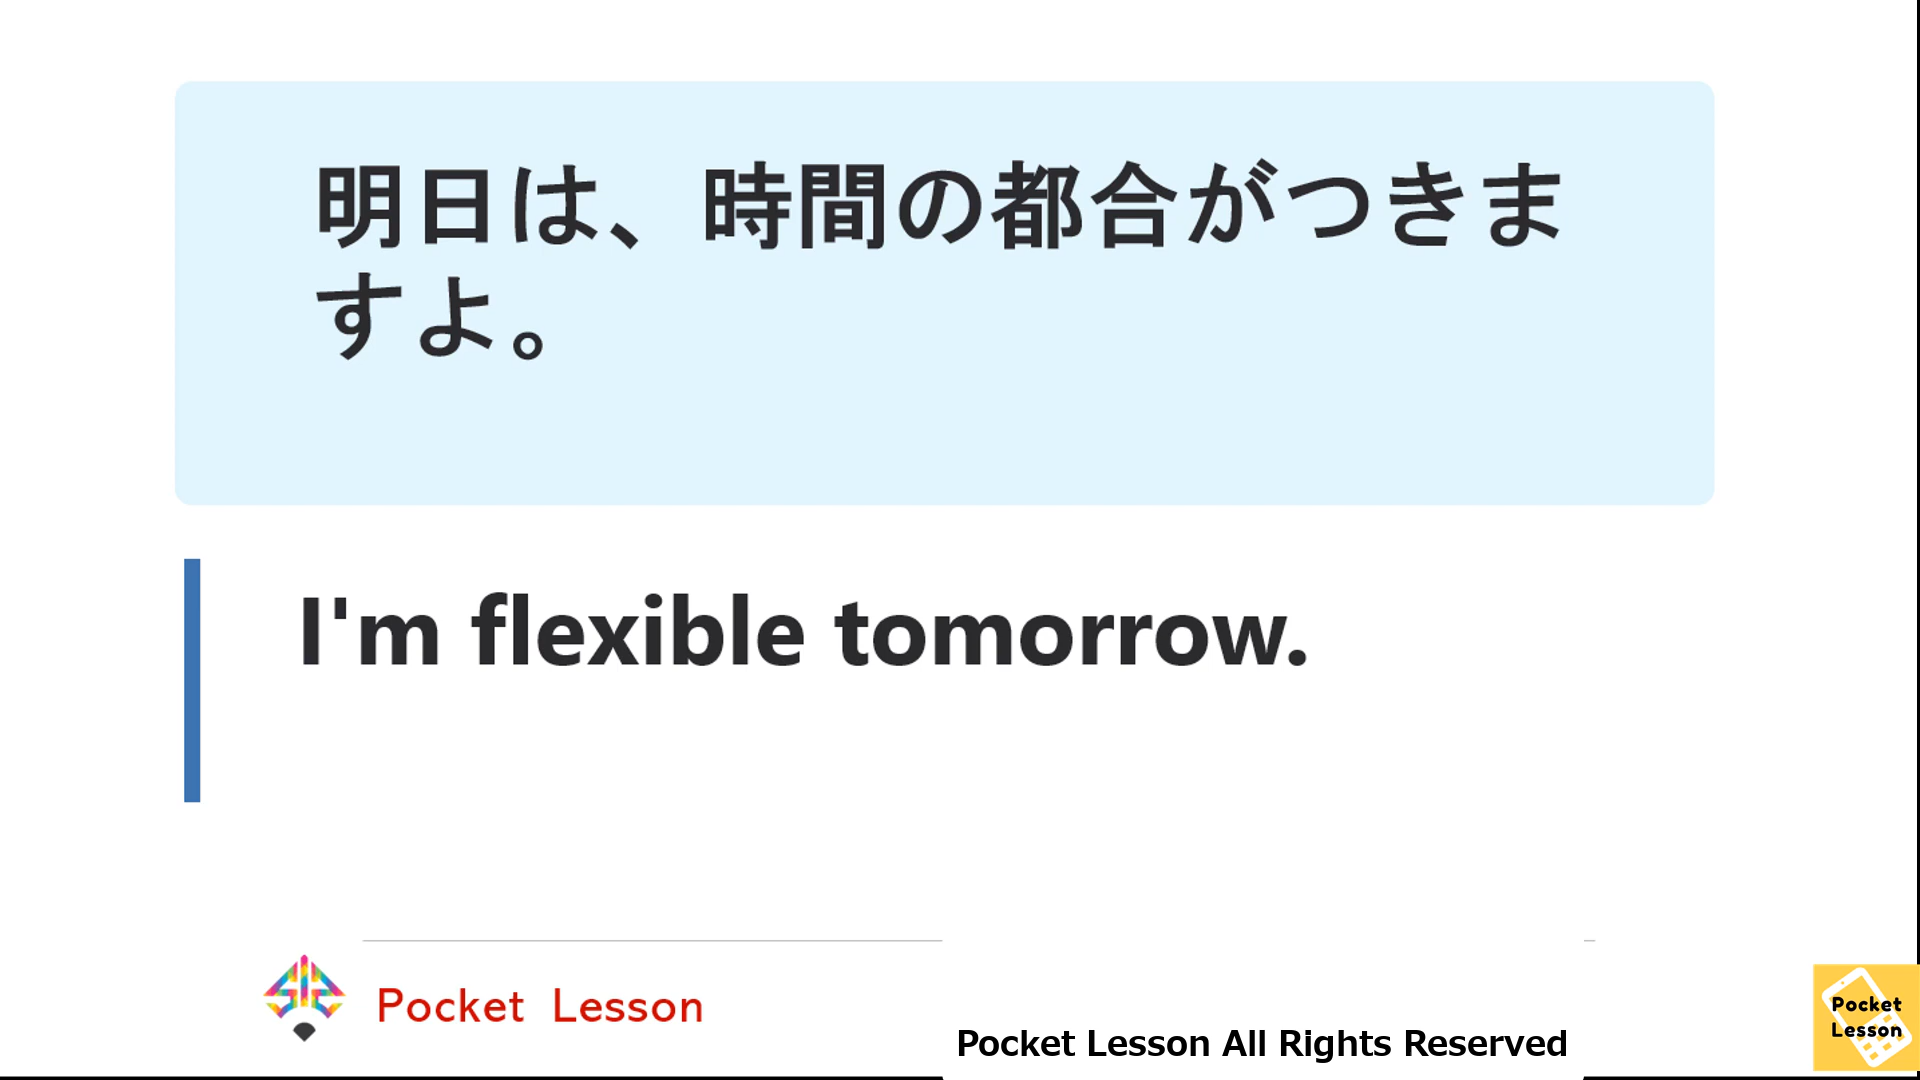 明日は、時間の都合がつきま
すよ。
I'm flexible tomorrow.
Pocket Lesson
Pocket Lesson All Rights Reserved
Pocket
Lesson